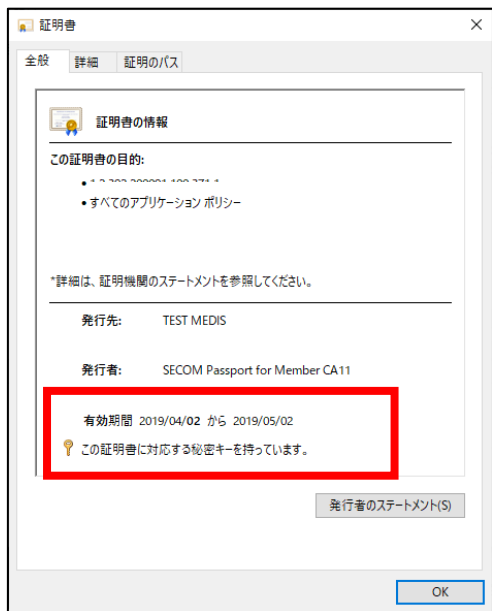 証明書
全般 詳細 証明のパス
証明書の情報
この証明書の目的:
• すべてのアプリケーション ポリシー
*詳細は、証明機関のステートメントを参照してください。
発行先: TEST MEDIS
発行者: SECOM Passport for Member CA11
有効期間 2019/04/02 から 2019/05/02
この証明書に対応する秘密キーを持っています。
発行者のステートメント(S)
OK